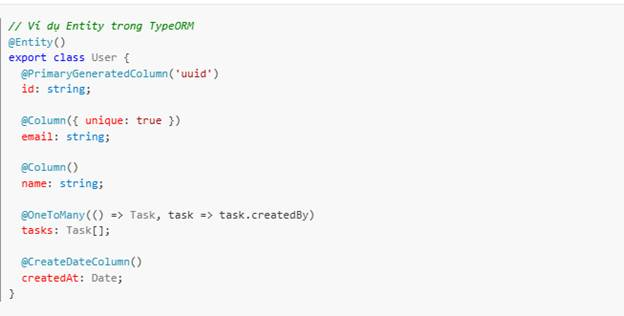 // Ví dụ Entity trong TypeORM
@Entity()
export class User {
  @PrimaryGeneratedColumn('uuid')
  id: string;

  @Column({ unique: true })
  email: string;

  @Column()
  name: string;

  @OneToMany(() => Task, task => task.createdBy)
  tasks: Task[];

  @CreateDateColumn()
  createdAt: Date;
}